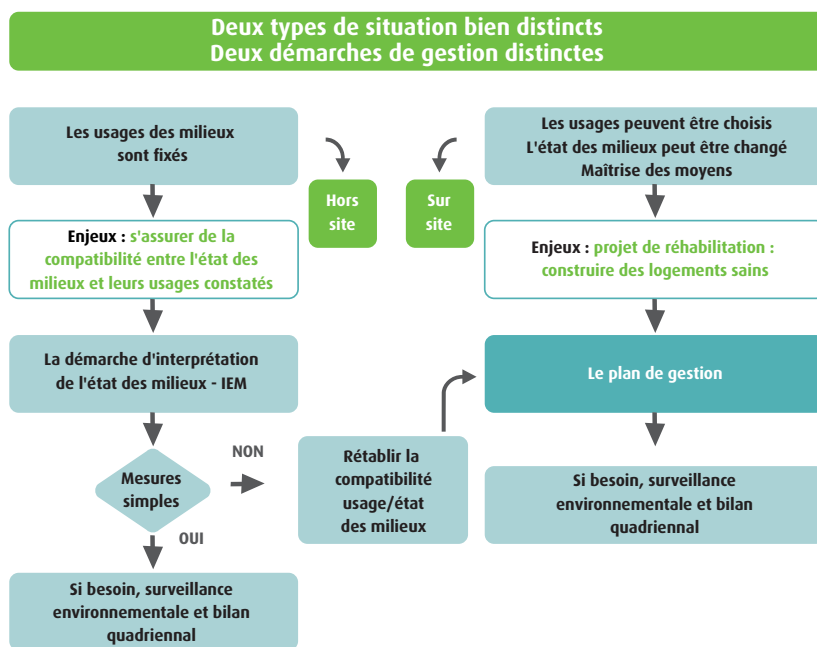 Deux types de situation bien distincts
Deux démarches de gestion distinctes
Les usages des milieux
sont fixés
Hors
site
Sur
site
Les usages peuvent être choisis
L'état des milieux peut être changé
Maîtrise des moyens
Enjeux : s'assurer de la
compatibilité entre l'état des
milieux et leurs usages constatés
Enjeux : projet de réhabilitation :
construire des logements sains
La démarche d'interprétation
de l'état des milieux - IEM
Le plan de gestion
Mesures
simples
NON
OUI
Rétablir la
compatibilité
usage/état
des milieux
Si besoin, surveillance
environnementale et bilan
quadriennal
Si besoin, surveillance
environnementale et bilan
quadriennal